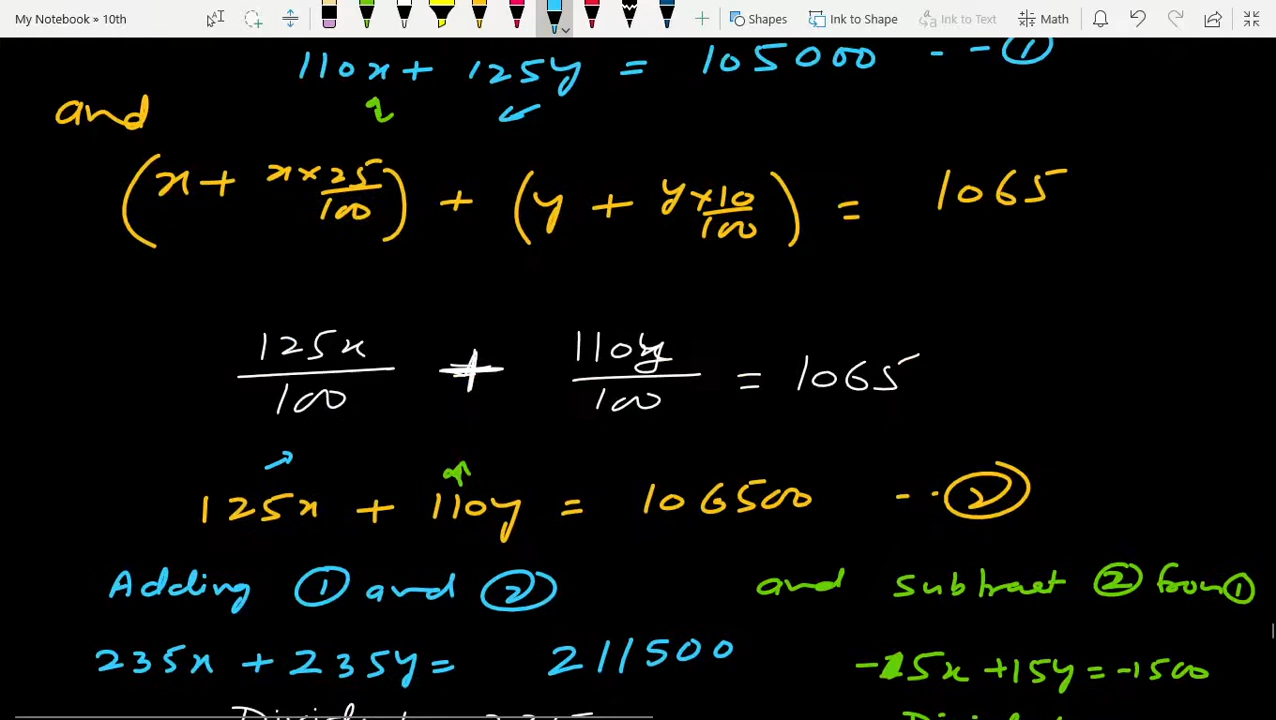 My Notebook » 10th Shapes Ink to Shape Ink to Text Math
110x + 125y = 105000 - - ①
and
(x + x×25/100) + (y + y×10/100) = 1065
125x/100 + 110y/100 = 1065
125x + 110y = 106500 - - ②
Adding ① and ②
and subtract ② from ①
235x + 235y = 211500
-15x + 15y = -1500